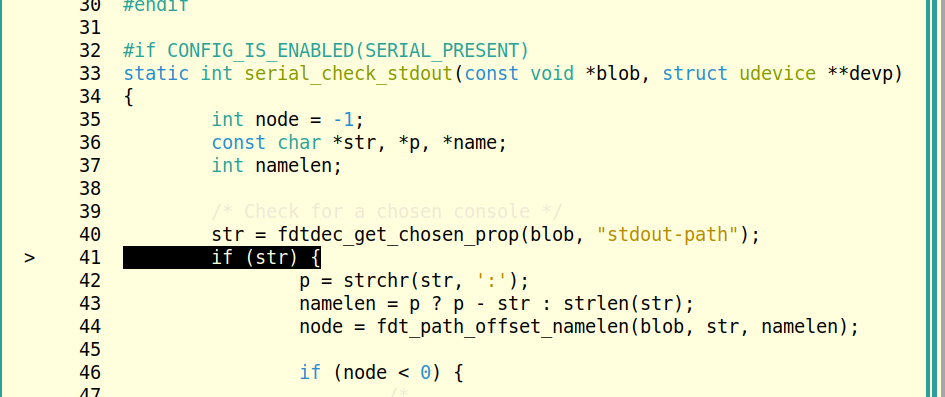 30 #endif
31
32 #if CONFIG_IS_ENABLED(SERIAL_PRESENT)
33 static int serial_check_stdout(const void *blob, struct udevice **devp)
34 {
35 int node = -1;
36 const char *str, *p, *name;
37 int namelen;
38
39 /* Check for a chosen console */
40 str = fdtdec_get_chosen_prop(blob, "stdout-path");
> 41 if (str) {
42 p = strchr(str, ':');
43 namelen = p ? p - str : strlen(str);
44 node = fdt_path_offset_namelen(blob, str, namelen);
45
46 if (node < 0) {
47 /*